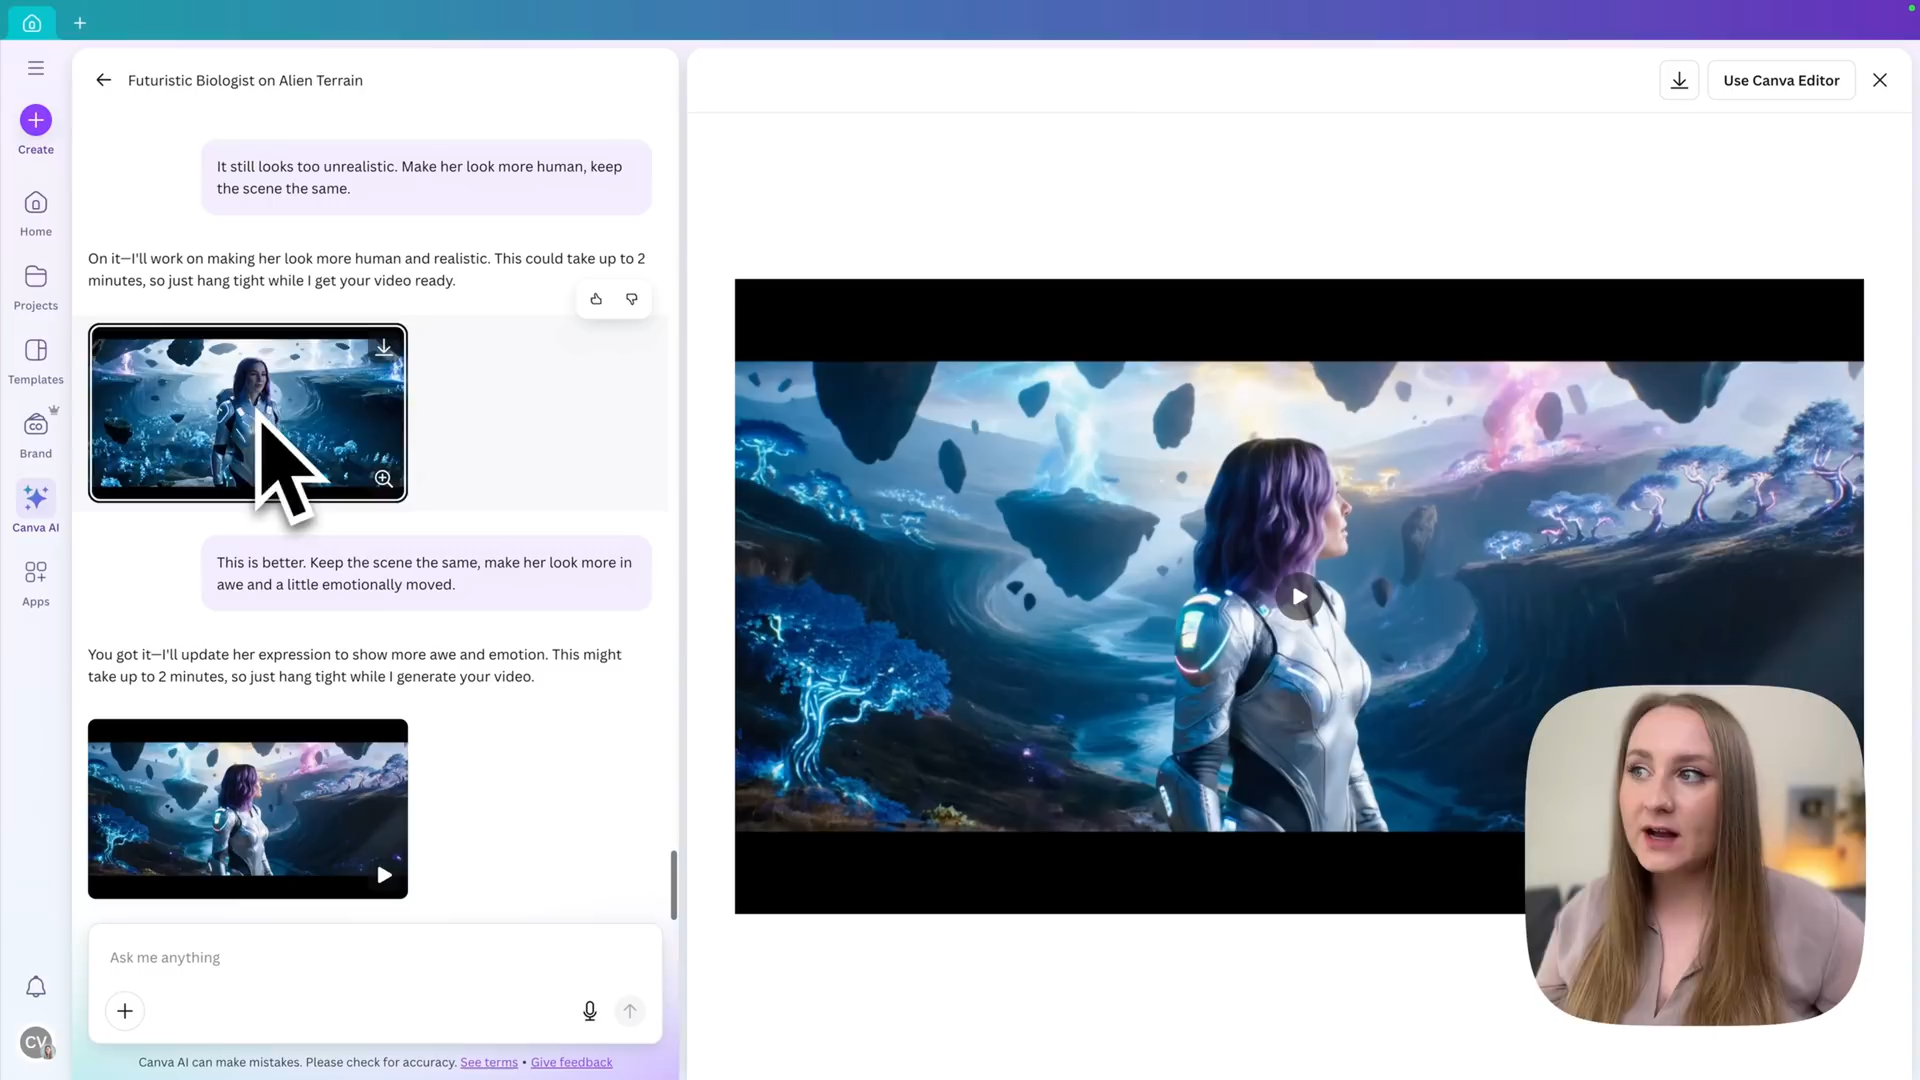 Futuristic Biologist on Alien Terrain
Use Canva Editor
Create
Home
Projects
Templates
Brand
Canva AI
Apps
CO
CV
It still looks too unrealistic. Make her look more human, keep
the scene the same.
On it—I'll work on making her look more human and realistic. This could take up to 2
minutes, so just hang tight while I get your video ready.
This is better. Keep the scene the same, make her look more in
awe and a little emotionally moved.
You got it—I'll update her expression to show more awe and emotion. This might
take up to 2 minutes, so just hang tight while I generate your video.
Ask me anything
Canva AI can make mistakes. Please check for accuracy. See terms • Give feedback